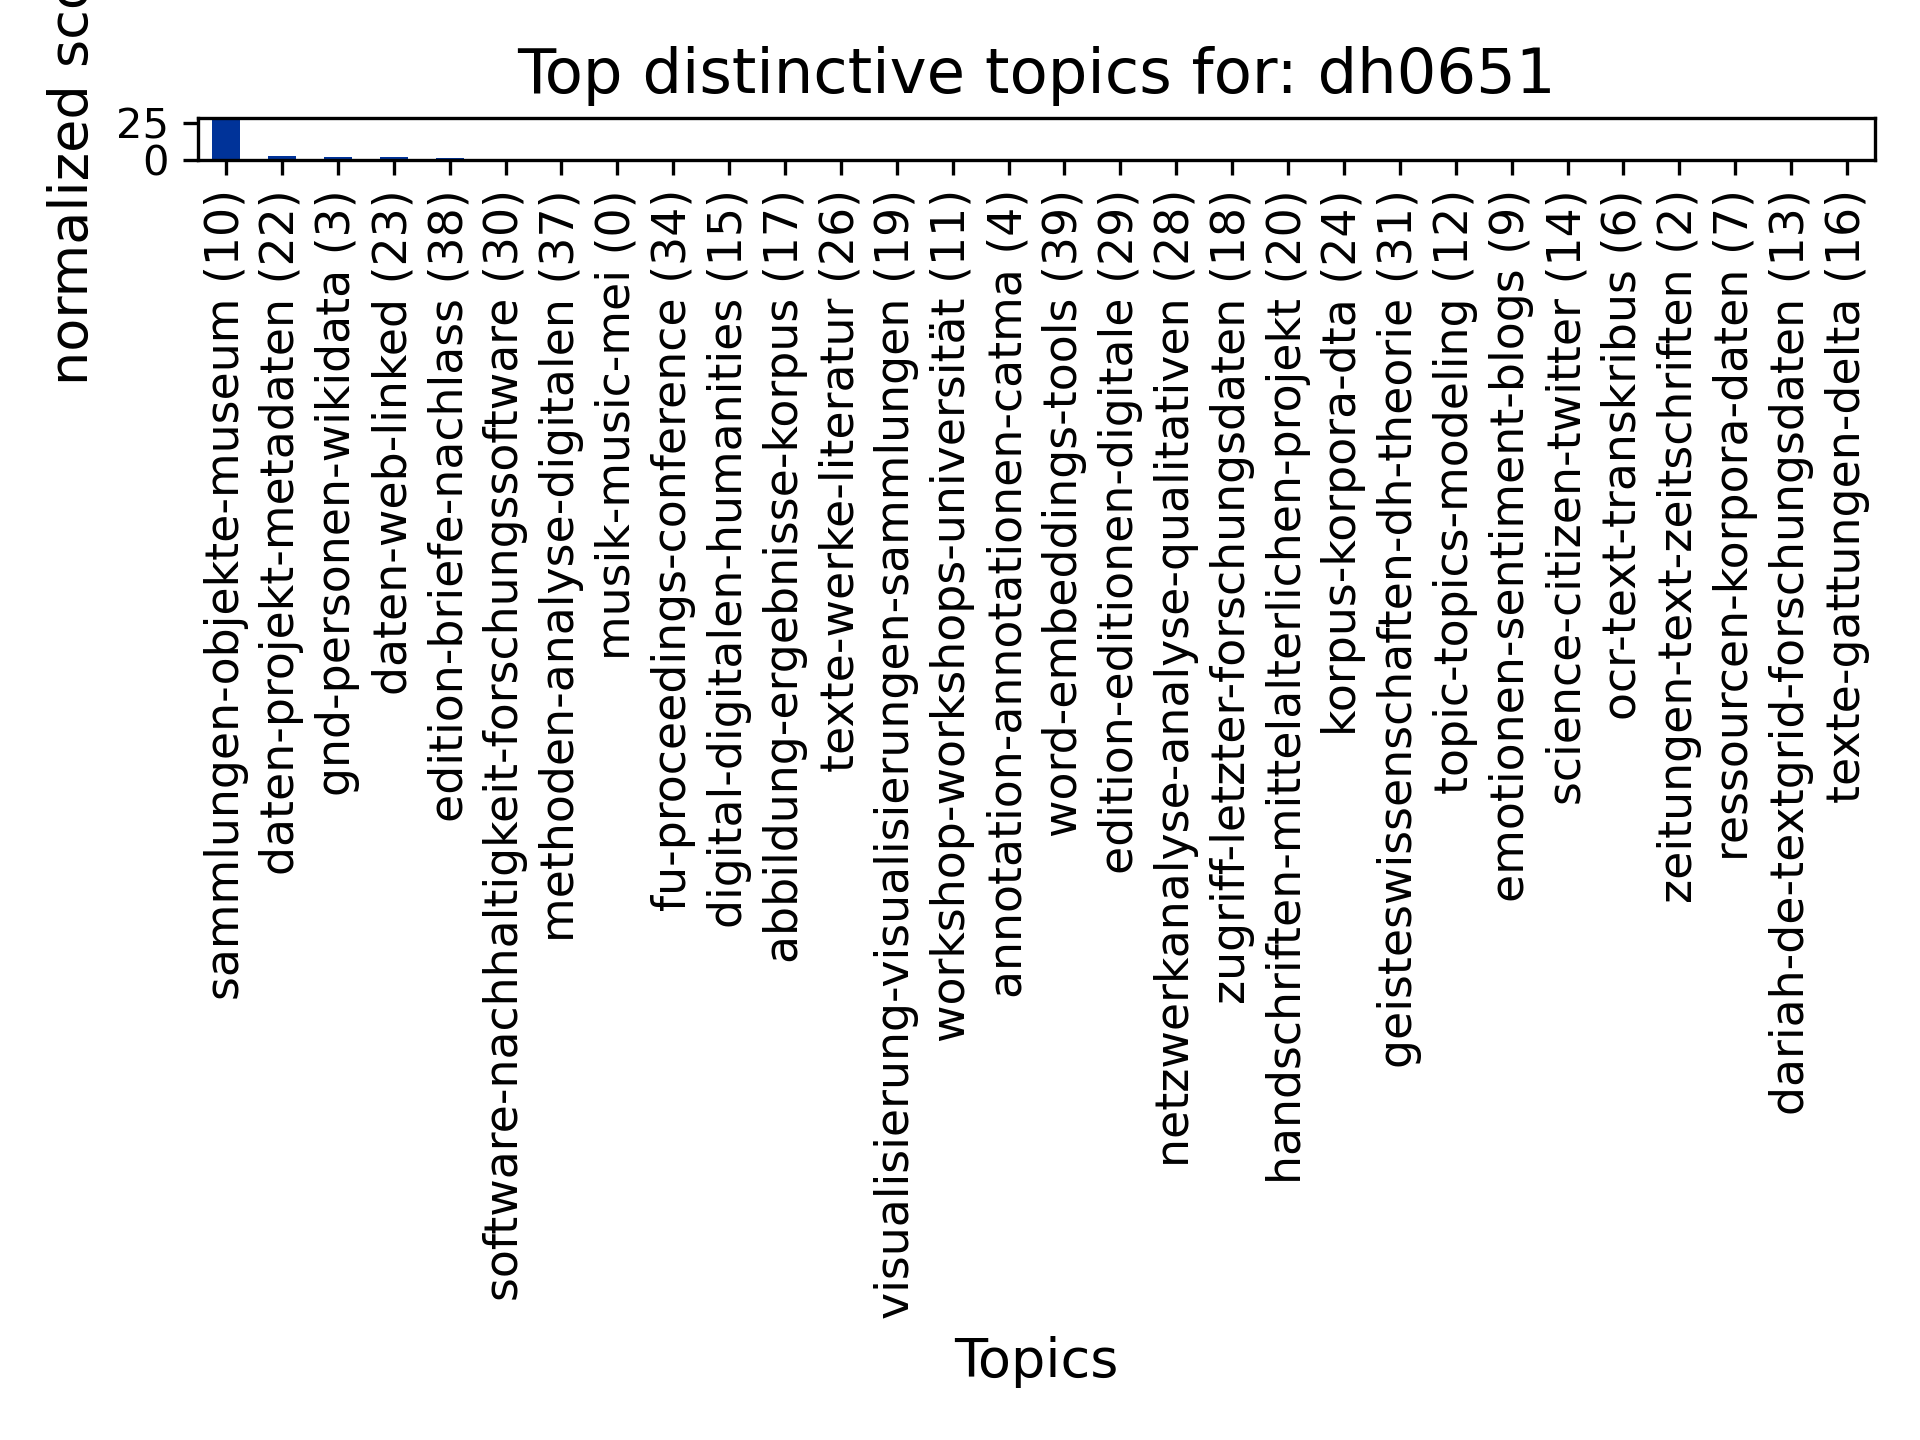 Top distinctive topics for: dh0651
normalized
25
0
sammlungen-objekte-museum (10)
daten-projekt-metadaten (22)
gnd-personen-wikidata (3)
daten-web-linked (23)
edition-briefe-nachlass (38)
software-nachhaltigkeit-forschungssoftware (30)
methoden-analyse-digitalen (37)
musik-music-mei (0)
fu-proceedings-conference (34)
digital-digitalen-humanities (15)
abbildung-ergebnisse-korpus (17)
texte-werke-literatur (26)
visualisierung-visualisierungen-sammlungen (19)
workshop-workshops-universität (11)
annotation-annotationen-catma (4)
word-embeddings-tools (39)
edition-editionen-digitale (29)
netzwerkanalyse-analyse-qualitativen (28)
zugriff-letzter-forschungsdaten (18)
handschriften-mittelalterlichen-projekt (20)
korpus-korpora-dta (24)
geisteswissenschaften-dh-theorie (31)
topic-topics-modeling (12)
emotionen-sentiment-blogs (9)
science-citizen-twitter (14)
ocr-text-transkribus (6)
zeitungen-text-zeitschriften (2)
ressourcen-korpora-daten (7)
dariah-de-textgrid-forschungsdaten (13)
texte-gattungen-delta (16)
Topics